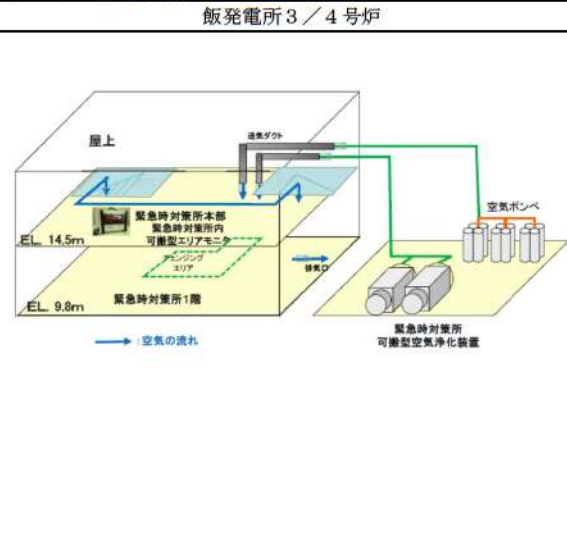 飯発電所3/4号炉
屋上
送気ダクト
空気ボンベ
緊急時対策所本部
緊急時対策所内
可搬型エリアモニタ
EL. 14.5m
チェンジング
エリア
排気口
緊急時対策所1階
EL. 9.8m
緊急時対策所
可搬型空気浄化装置
:空気の流れ